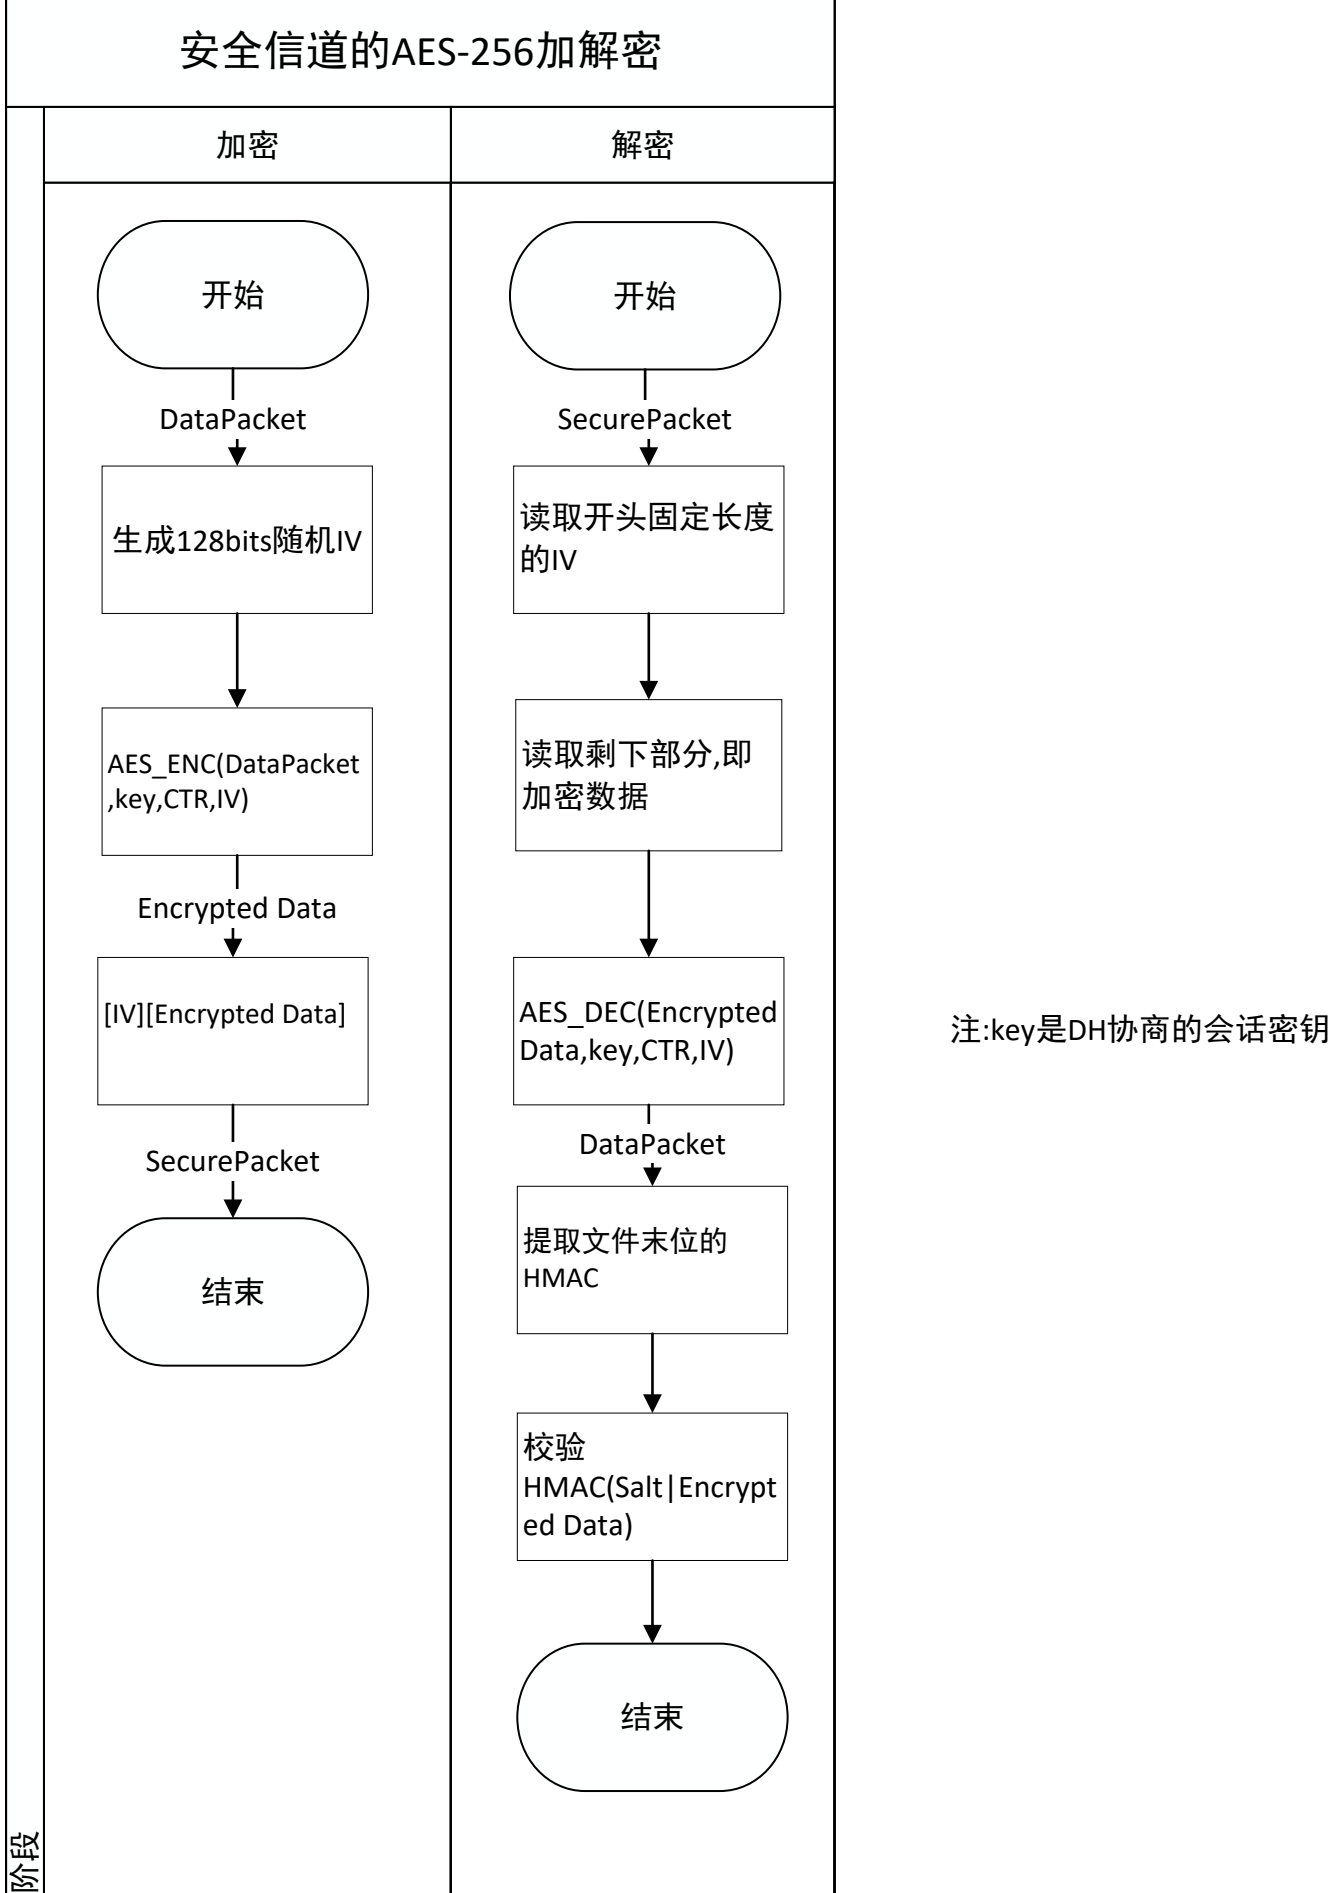 安全信道的AES-256加解密
加密
解密
开始
DataPacket
生成128bits随机IV
AES_ENC(DataPacket
,key,CTR,IV)
Encrypted Data
[IV][Encrypted Data]
SecurePacket
结束
开始
SecurePacket
读取开头固定长度
的IV
读取剩下部分,即
加密数据
AES_DEC(Encrypted
Data,key,CTR,IV)
DataPacket
提取文件末位的
HMAC
校验
HMAC(Salt|Encrypt
ed Data)
结束
注:key是DH协商的会话密钥
阶段